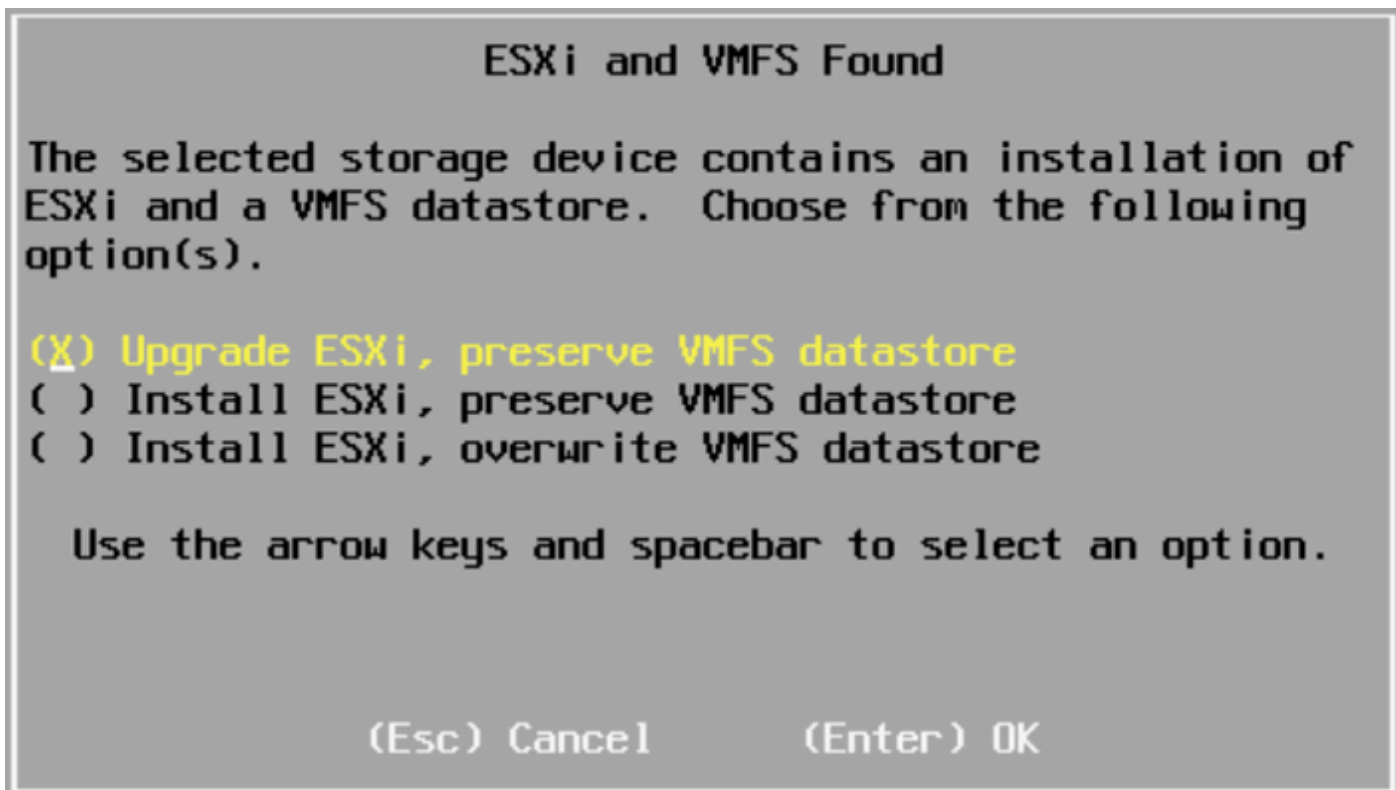 ESXi and VMFS Found
The selected storage device contains an installation of
ESXi and a VMFS datastore.  Choose from the following
option(s).
(X) Upgrade ESXi, preserve VMFS datastore
( ) Install ESXi, preserve VMFS datastore
( ) Install ESXi, overwrite VMFS datastore
Use the arrow keys and spacebar to select an option.
(Esc) Cancel      (Enter) OK